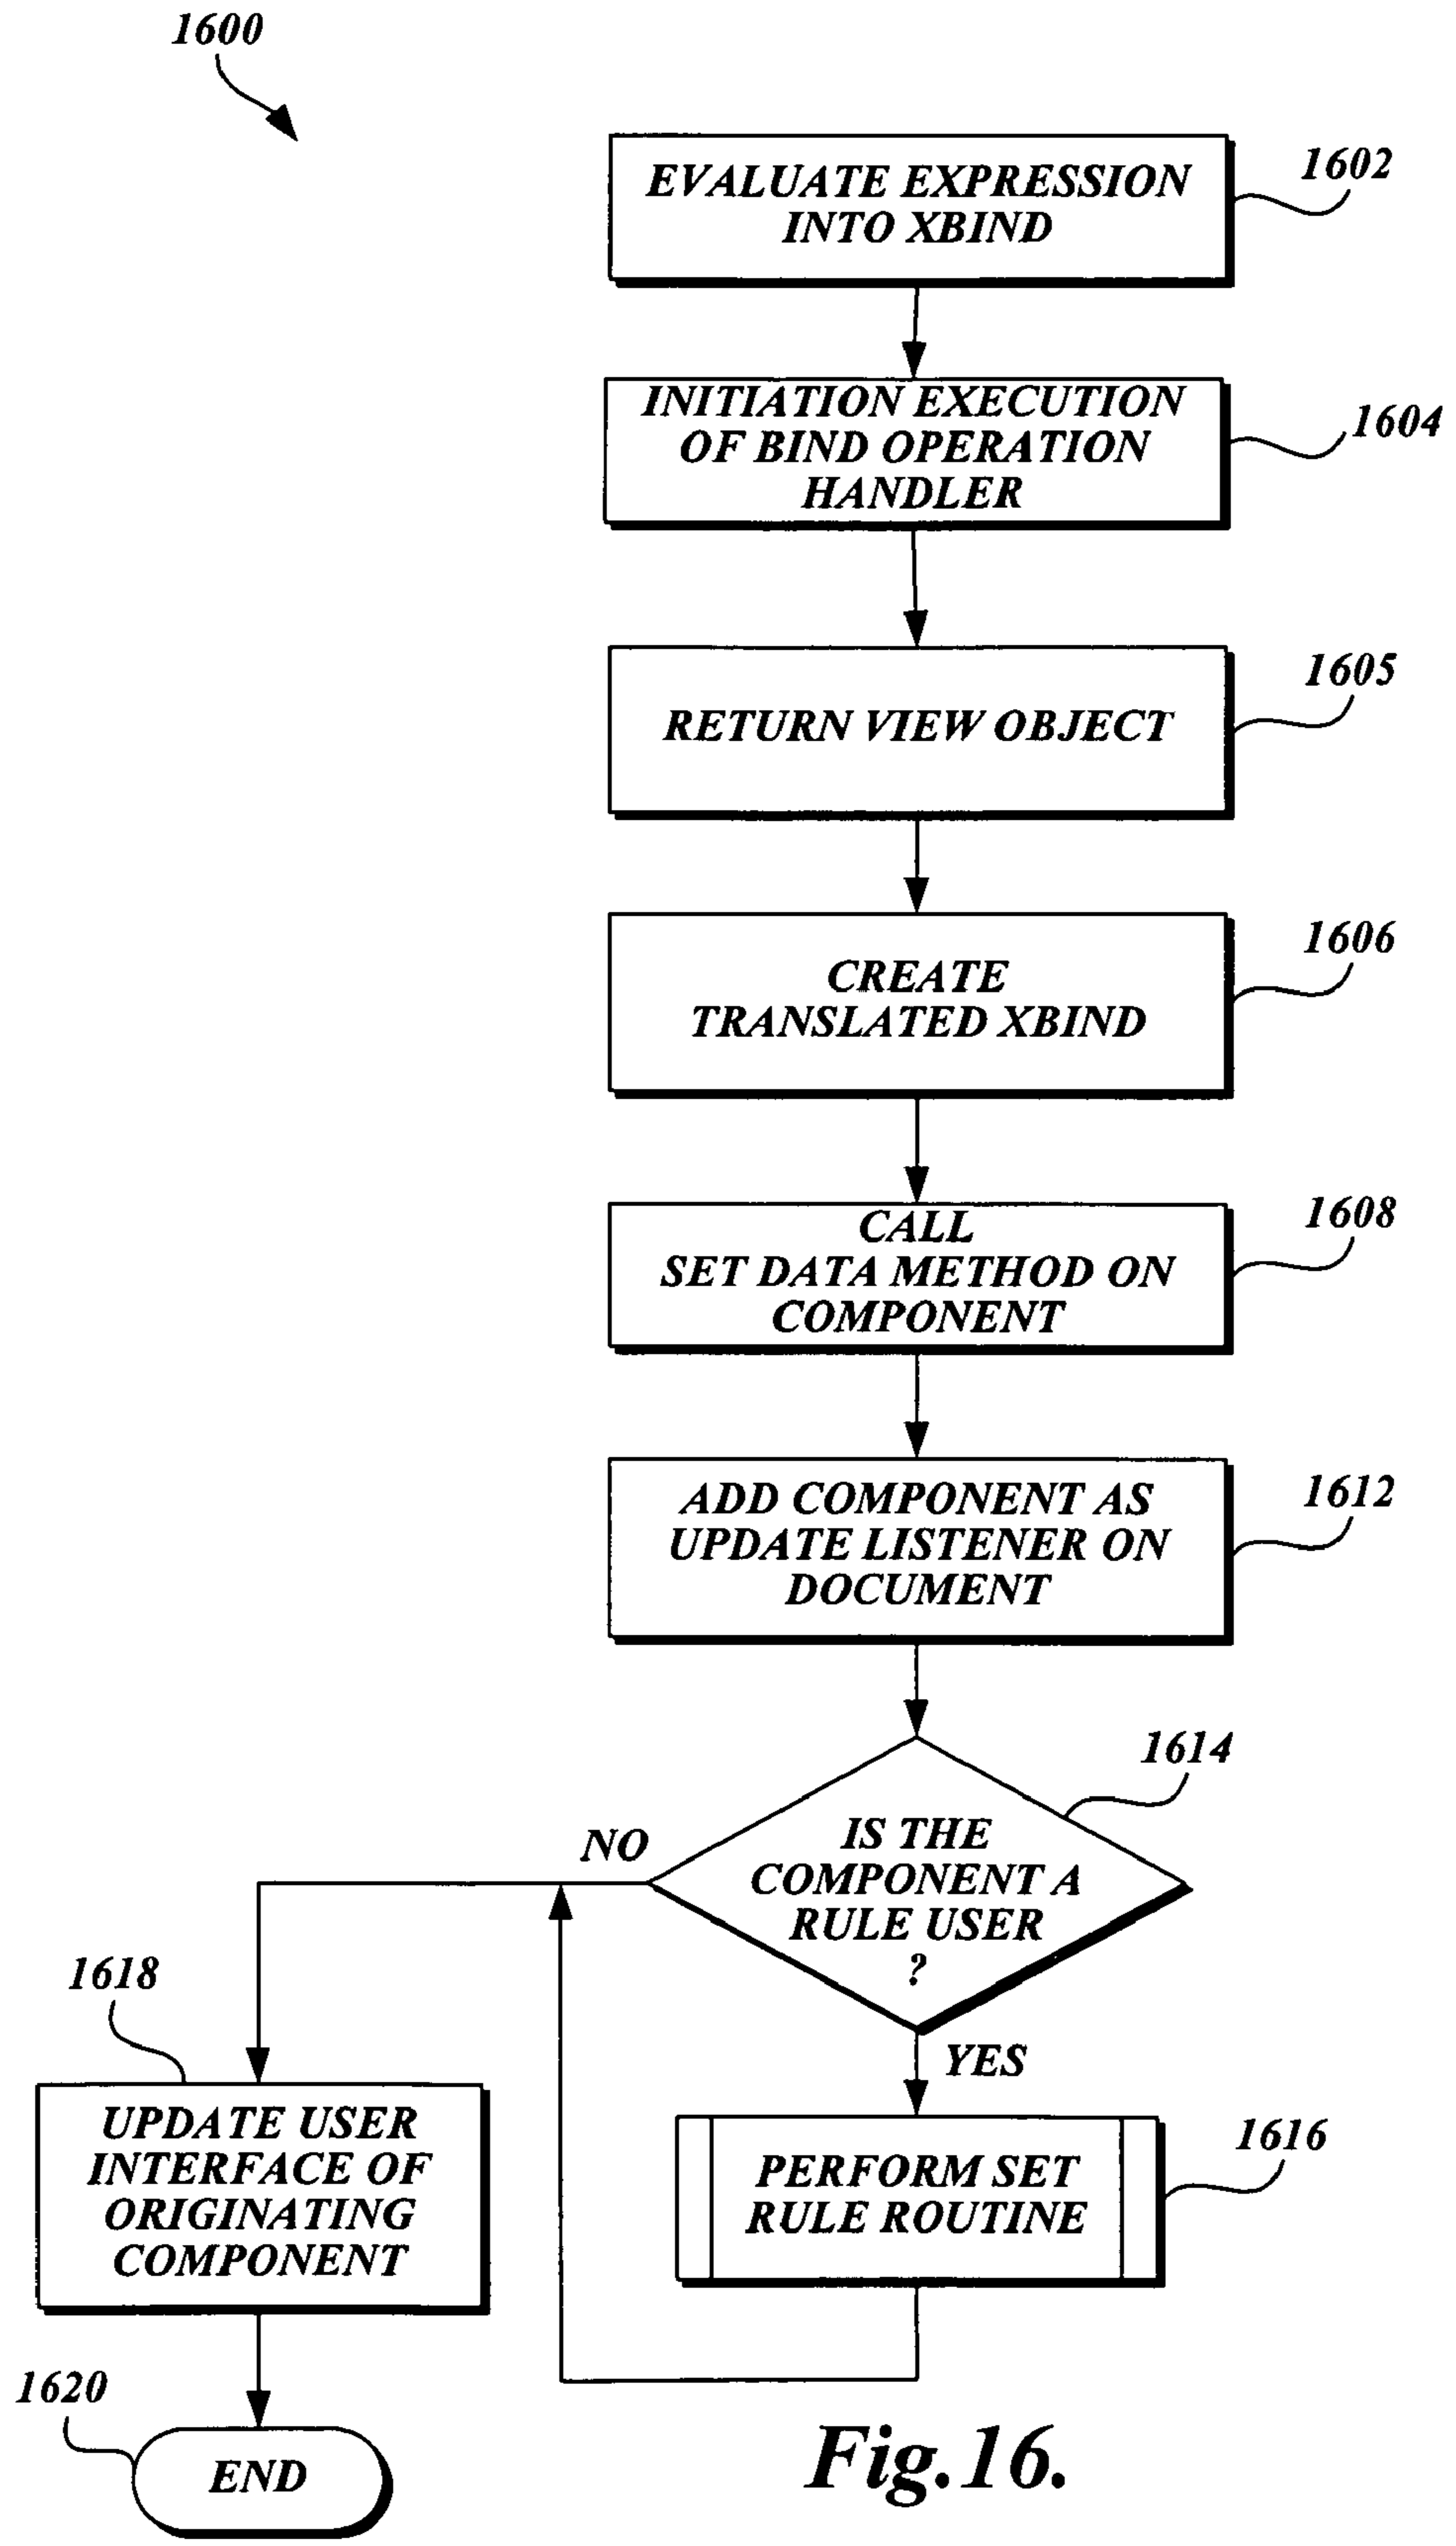 1600
EVALUATE EXPRESSION
INTO XBIND
1602
INITIATION EXECUTION
OF BIND OPERATION
HANDLER
1604
RETURN VIEW OBJECT
1605
CREATE
TRANSLATED XBIND
1606
CALL
SET DATA METHOD ON
COMPONENT
1608
ADD COMPONENT AS
UPDATE LISTENER ON
DOCUMENT
1612
1614
IS THE
COMPONENT A
RULE USER
?
NO
YES
1618
UPDATE USER
INTERFACE OF
ORIGINATING
COMPONENT
PERFORM SET
RULE ROUTINE
1616
1620
END
Fig.16.